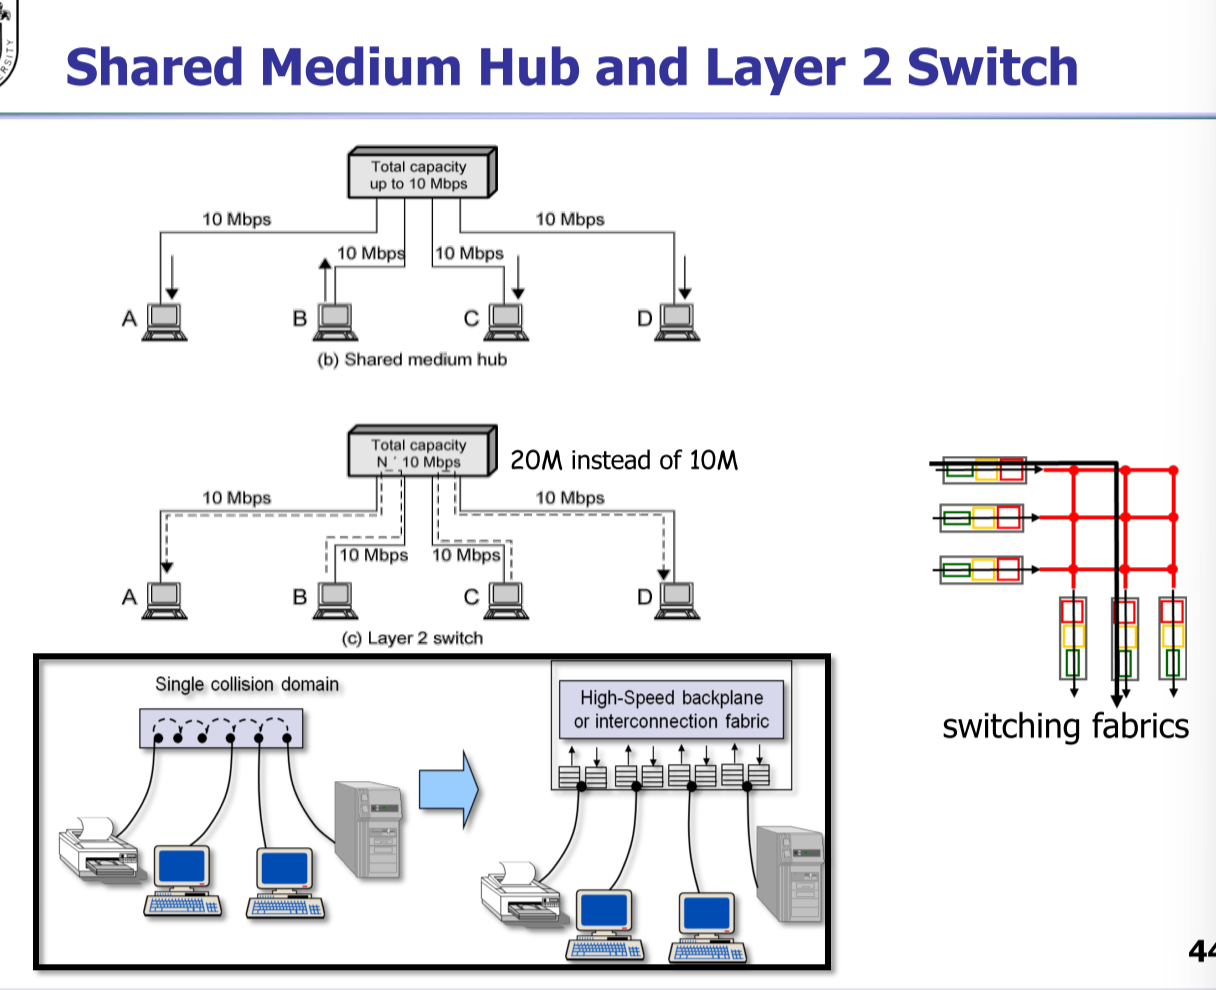 RSITY
Shared Medium Hub and Layer 2 Switch
Total capacity
up to 10 Mbps
10 Mbps
10 Mbps
10 Mbps
10 Mbps
A
B
C
D
(b) Shared medium hub
Total capacity
N ´ 10 Mbps
20M instead of 10M
10 Mbps
10 Mbps
10 Mbps
10 Mbps
A
B
C
D
(c) Layer 2 switch
Single collision domain
High-Speed backplane
or interconnection fabric
switching fabrics
44